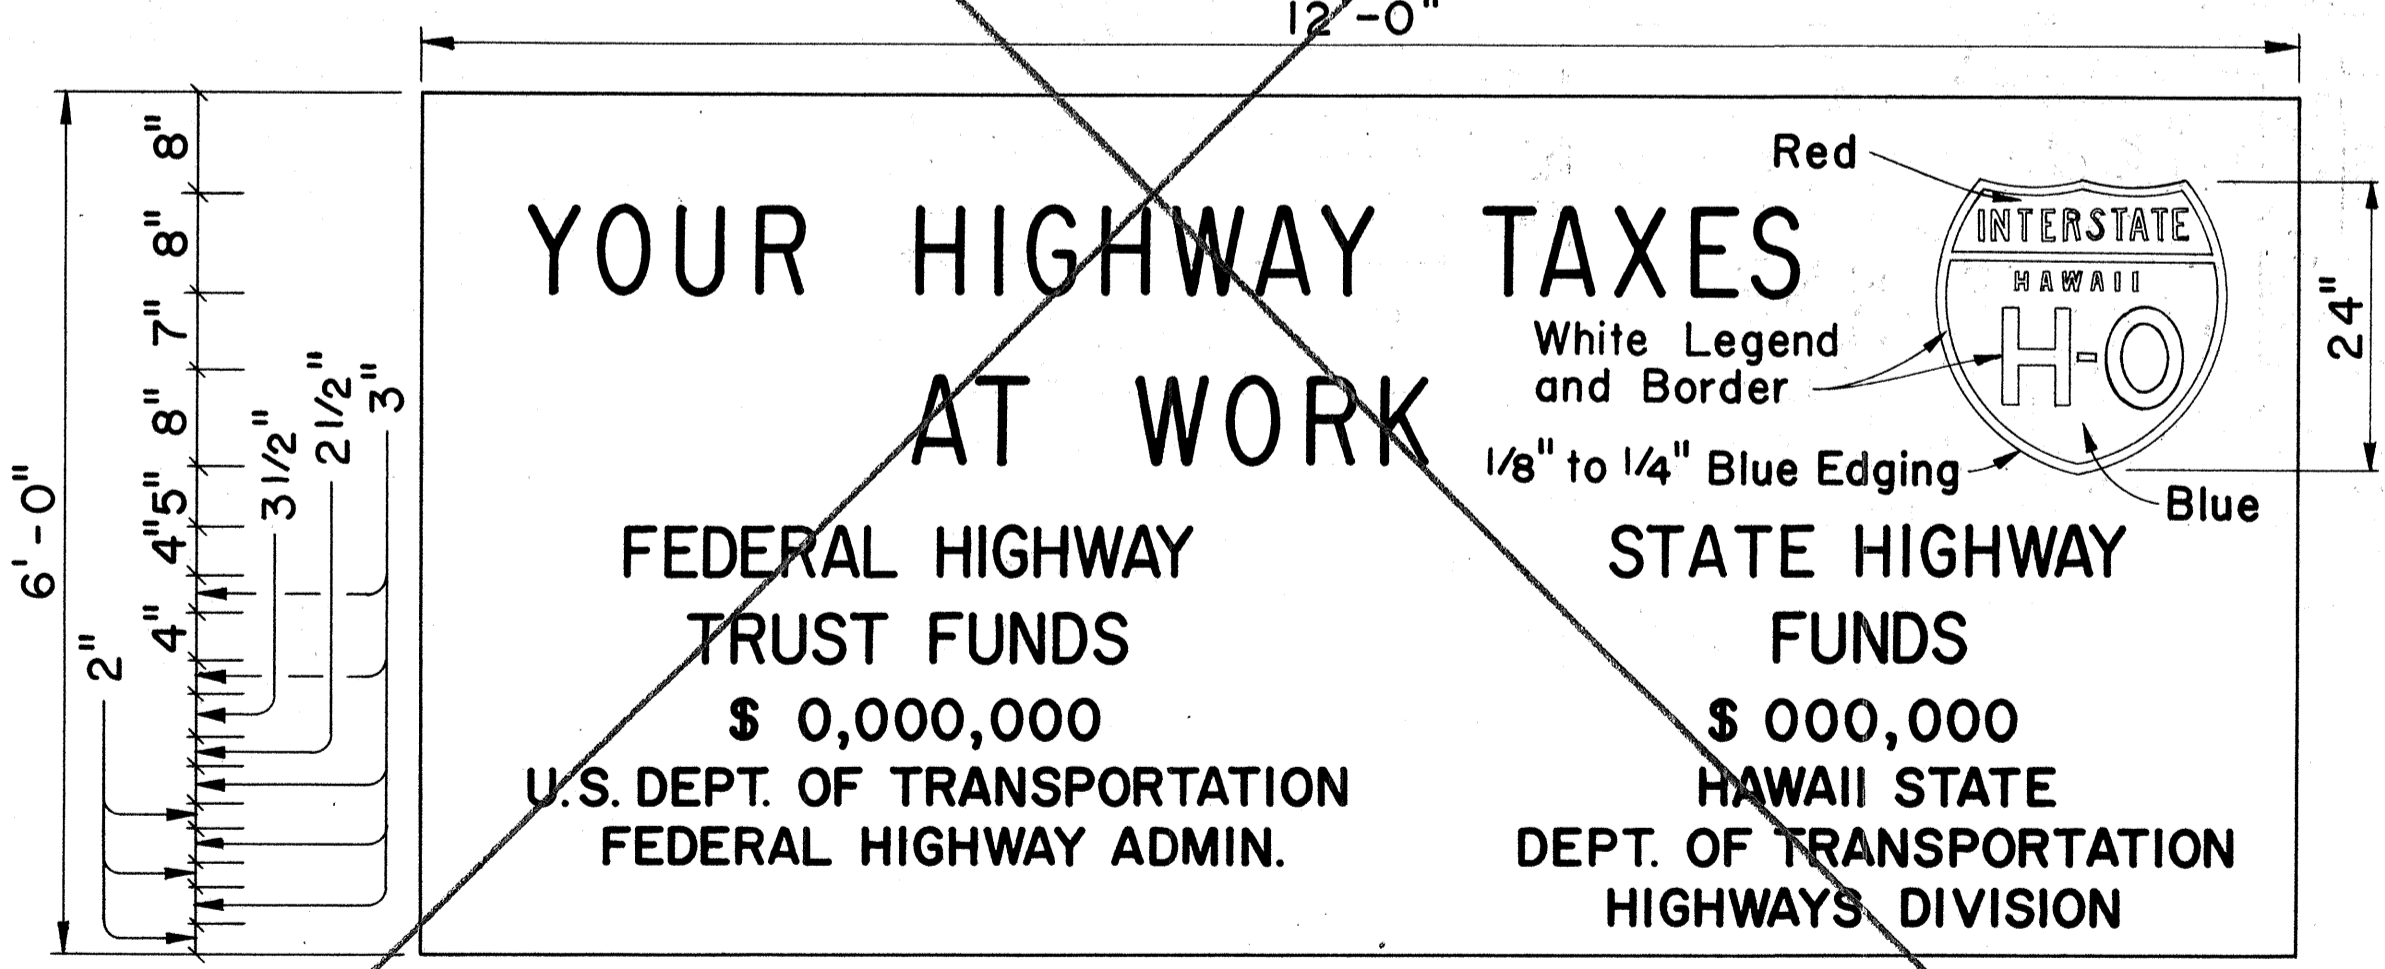 12'-0"
6'-0"
8"
8"
7"
8"
5"
4"
4"
3 1/2"
2 1/2"
3"
2"
24"
Red
INTERSTATE
HAWAII
H-0
YOUR HIGHWAY TAXES
White Legend
and Border
AT WORK
1/8" to 1/4" Blue Edging
Blue
FEDERAL HIGHWAY
TRUST FUNDS
$ 0,000,000
U.S. DEPT. OF TRANSPORTATION
FEDERAL HIGHWAY ADMIN.
STATE HIGHWAY
FUNDS
$ 000,000
HAWAII STATE
DEPT. OF TRANSPORTATION
HIGHWAYS DIVISION